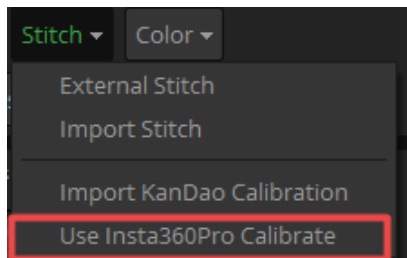 Stitch Color
External Stitch
Import Stitch
Import KanDao Calibration
Use Insta360Pro Calibrate